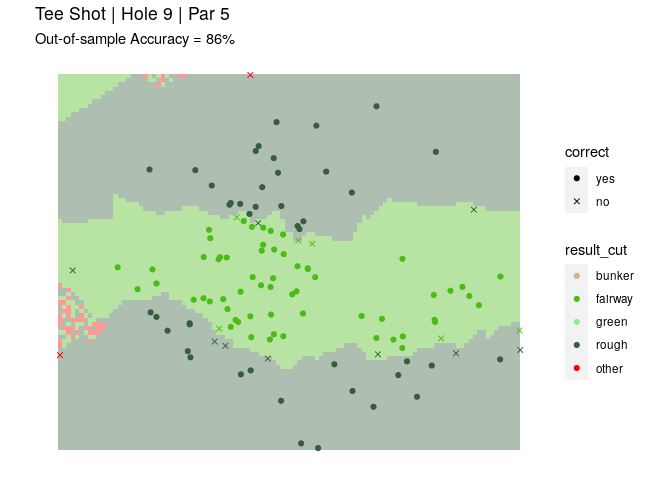 Tee Shot | Hole 9 | Par 5
Out-of-sample Accuracy = 86%
correct
yes
no
result_cut
bunker
fairway
green
rough
other